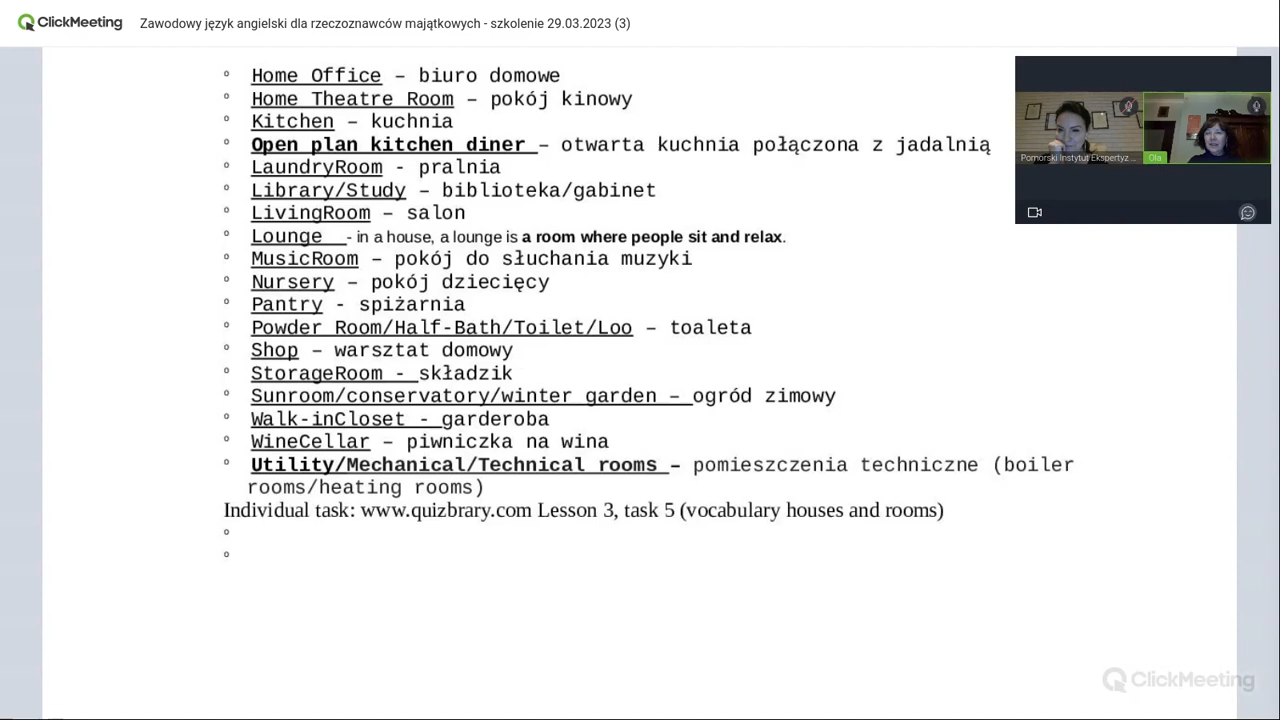 ClickMeeting Zawodowy język angielski dla rzeczoznawców majątkowych - szkolenie 29.03.2023 (3)
Home Office – biuro domowe
Home Theatre Room – pokój kinowy
Kitchen – kuchnia
Open plan kitchen diner – otwarta kuchnia połączona z jadalnią
LaundryRoom - pralnia
Library/Study – biblioteka/gabinet
LivingRoom – salon
Lounge - in a house, a lounge is a room where people sit and relax.
MusicRoom – pokój do słuchania muzyki
Nursery – pokój dziecięcy
Pantry - spiżarnia
Powder Room/Half-Bath/Toilet/Loo – toaleta
Shop – warsztat domowy
StorageRoom - składzik
Sunroom/conservatory/winter garden – ogród zimowy
Walk-inCloset - garderoba
WineCellar – piwniczka na wina
Utility/Mechanical/Technical rooms – pomieszczenia techniczne (boiler
rooms/heating rooms)
Individual task: www.quizbrary.com Lesson 3, task 5 (vocabulary houses and rooms)
Pomorski Instytut Ekspertyz ...
Ola
ClickMeeting